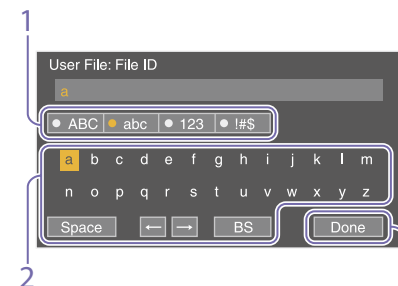 1
User File: File ID
a
ABC abc 123 !#$
a b c d e f g h i j k l m
n o p q r s t u v w x y z
Space ← → BS Done
2